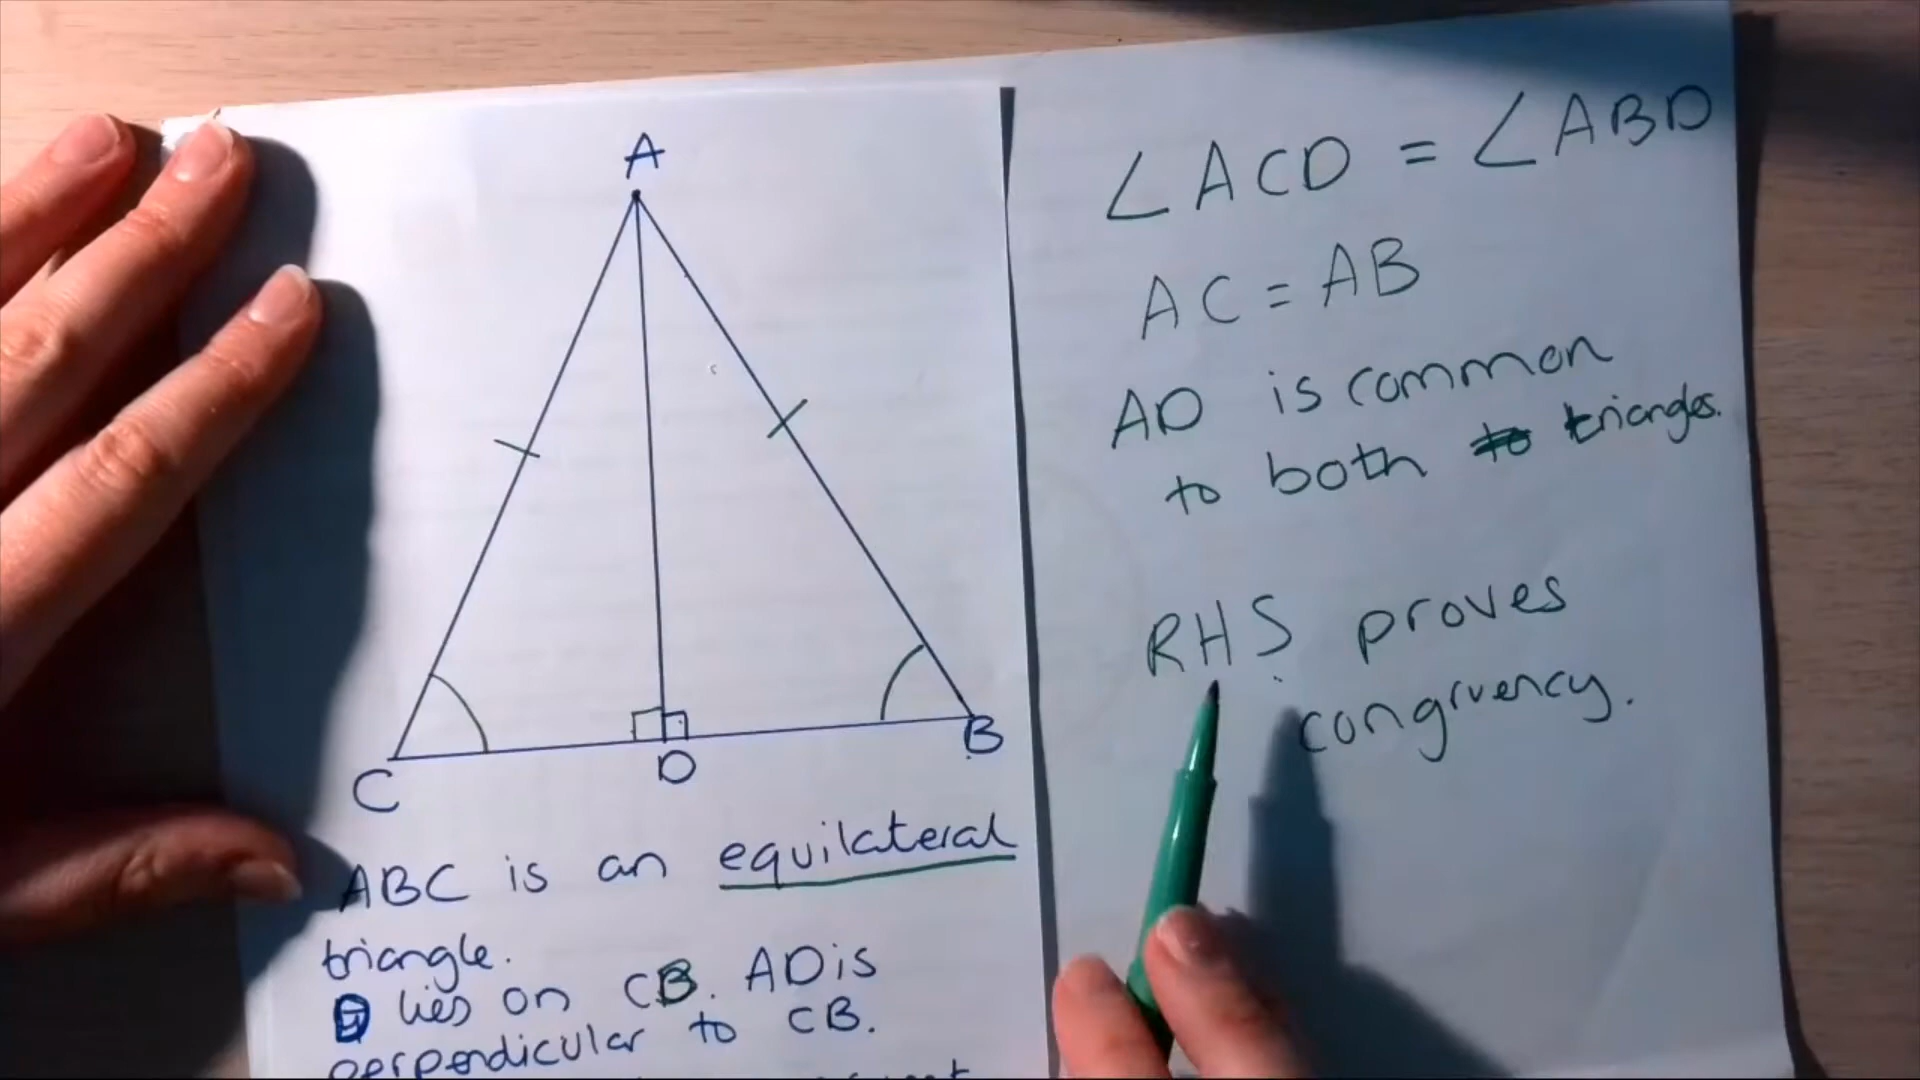 A
C
D
B
ABC is an equilateral
triangle.
D lies on CB. AD is
perpendicular to CB.
∠ACD = ∠ABD
AC = AB
AD is common
to both to triangles.
RHS proves
congruency.